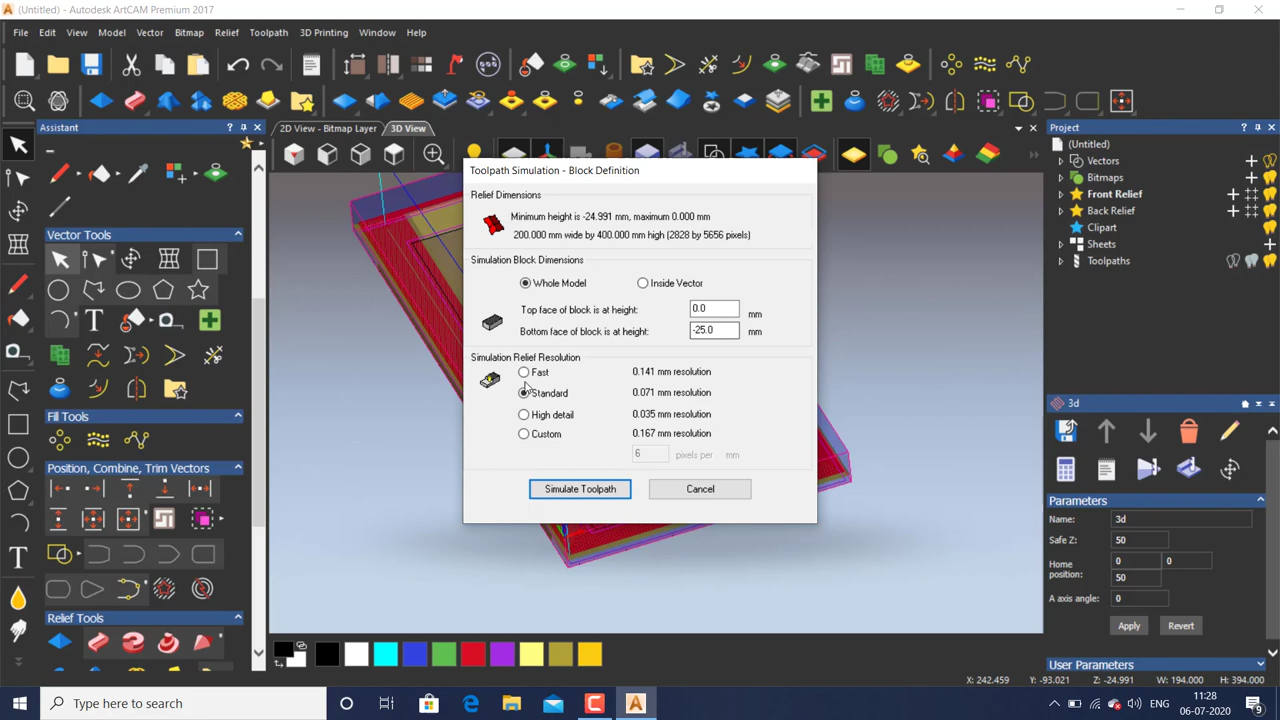 (Untitled) - Autodesk ArtCAM Premium 2017
File Edit View Model Vector Bitmap Relief Toolpath 3D Printing Window Help
Assistant
2D View - Bitmap Layer 3D View
Project
(Untitled)
Vectors
Bitmaps
Front Relief
Back Relief
Clipart
Sheets
Toolpaths
Vector Tools
Fill Tools
Position, Combine, Trim Vectors
Relief Tools
Toolpath Simulation - Block Definition
Relief Dimensions
Minimum height is -24.991 mm, maximum 0.000 mm
200.000 mm wide by 400.000 mm high (2828 by 5656 pixels)
Simulation Block Dimensions
Whole Model Inside Vector
Top face of block is at height: 0.0 mm
Bottom face of block is at height: -25.0 mm
Simulation Relief Resolution
Fast 0.141 mm resolution
Standard 0.071 mm resolution
High detail 0.035 mm resolution
Custom 0.167 mm resolution
6 pixels per mm
Simulate Toolpath Cancel
3d
Parameters
Name: 3d
Safe Z: 50
Home position: 0 0
50
A axis angle: 0
Apply Revert
User Parameters
X: 242.459 Y: -93.021 Z: -24.991 W: 194.000 H: 394.000
Type here to search
ENG
11:28
06-07-2020
9